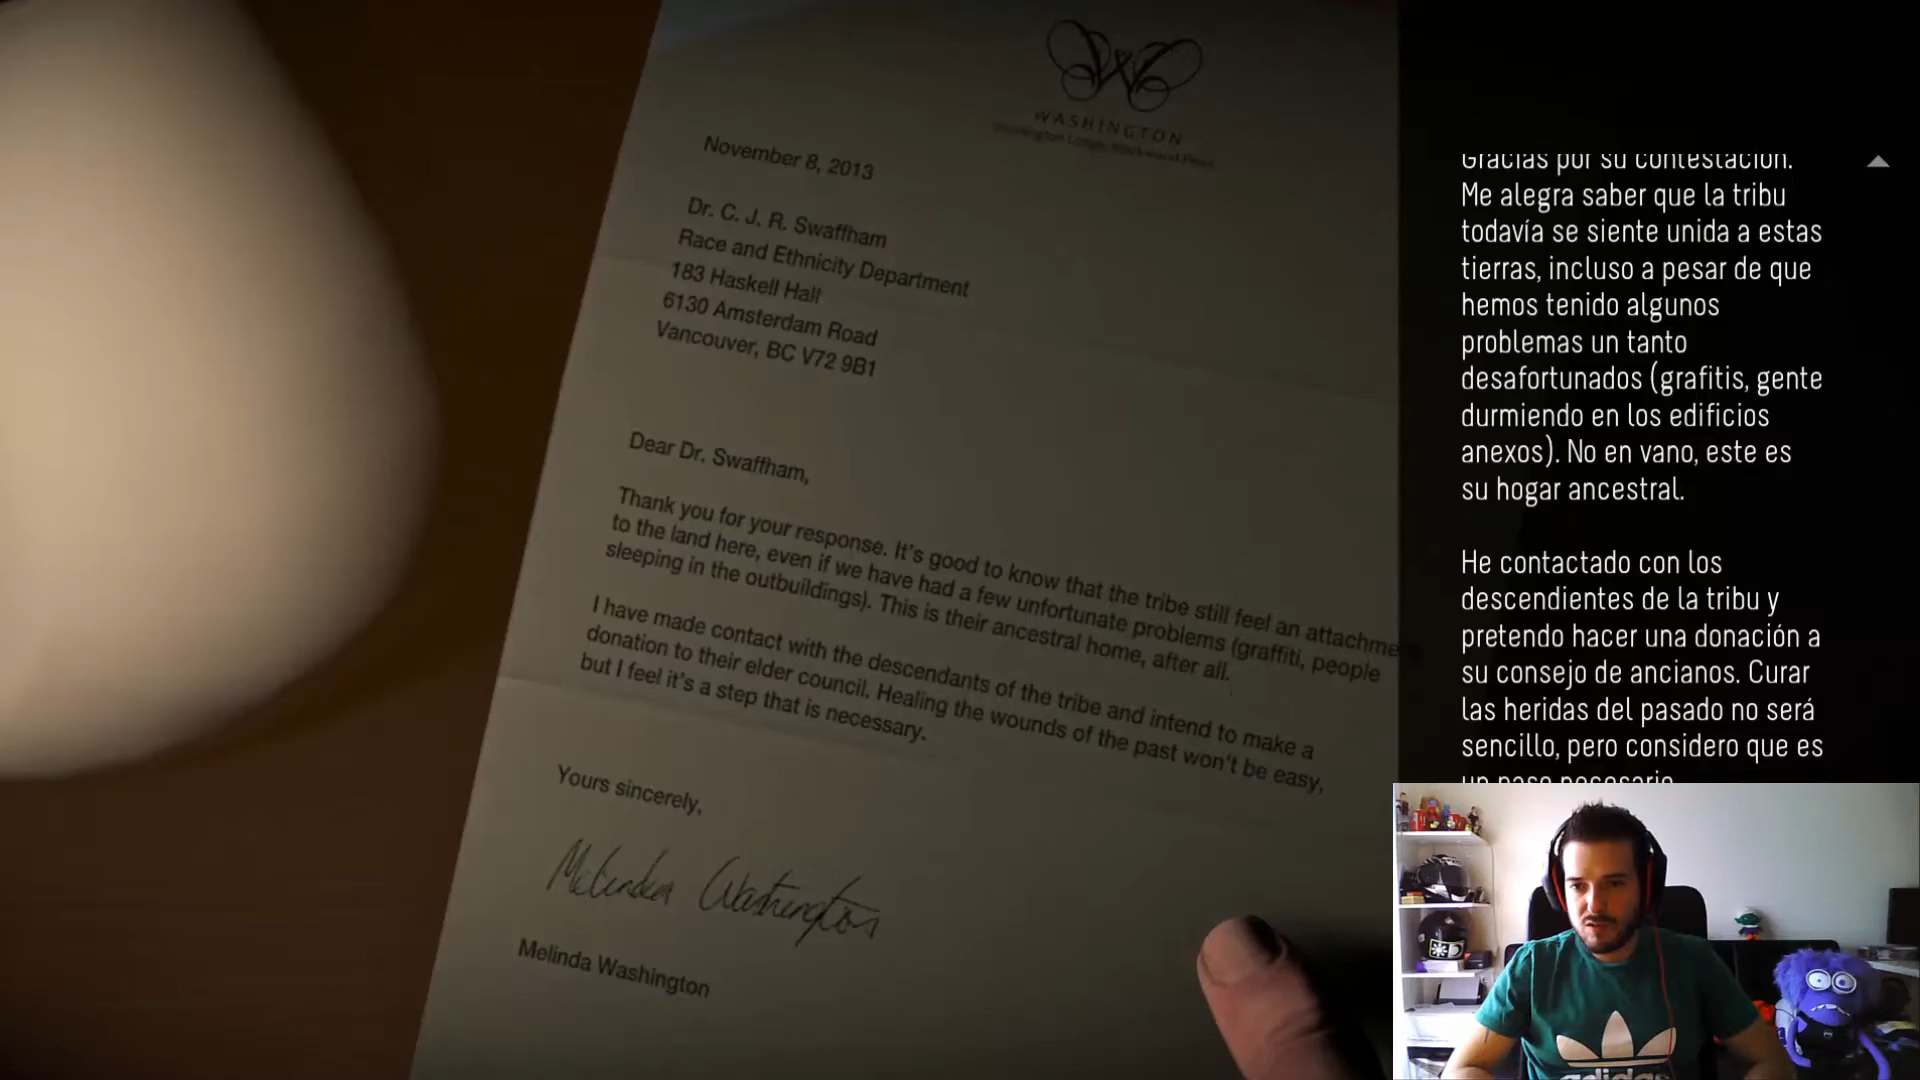 WASHINGTON
November 8, 2013
Dr. C. J. R. Swaffham
Race and Ethnicity Department
183 Haskell Hall
6130 Amsterdam Road
Vancouver, BC V72 9B1
Dear Dr. Swaffham,
Thank you for your response. It's good to know that the tribe still feel an attachme
to the land here, even if we have had a few unfortunate problems (graffiti, people
sleeping in the outbuildings). This is their ancestral home, after all.
I have made contact with the descendants of the tribe and intend to make a
donation to their elder council. Healing the wounds of the past won't be easy,
but I feel it's a step that is necessary.
Yours sincerely,
Melinda Washington
Melinda Washington
Gracias por su contestación.
Me alegra saber que la tribu
todavía se siente unida a estas
tierras, incluso a pesar de que
hemos tenido algunos
problemas un tanto
desafortunados (grafitis, gente
durmiendo en los edificios
anexos). No en vano, este es
su hogar ancestral.
He contactado con los
descendientes de la tribu y
pretendo hacer una donación a
su consejo de ancianos. Curar
las heridas del pasado no será
sencillo, pero considero que es
un paso necesario.
adidas